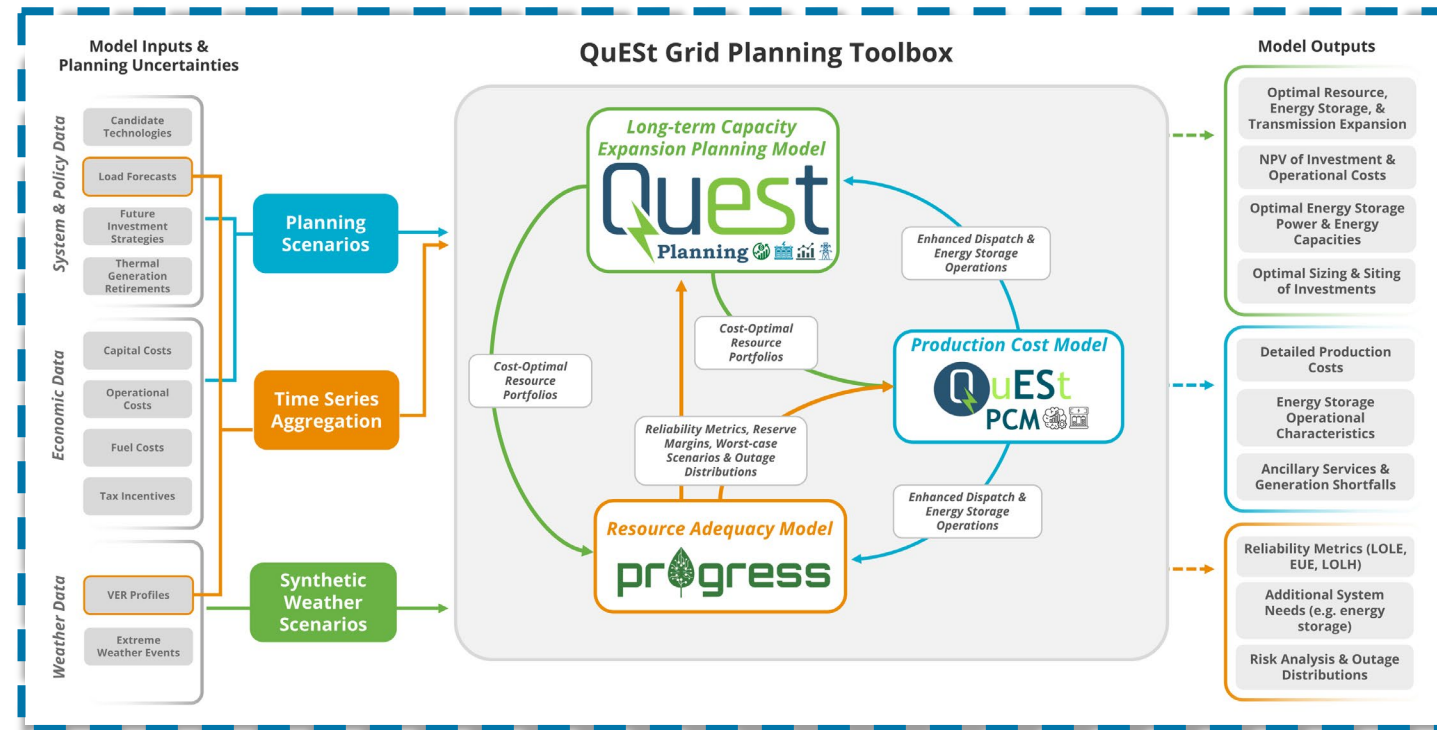 Model Inputs &
Planning Uncertainties
QuESt Grid Planning Toolbox
Model Outputs
System & Policy Data
Candidate
Technologies
Load Forecasts
Future
Investment
Strategies
Thermal
Generation
Retirements
Economic Data
Capital Costs
Operational
Costs
Fuel Costs
Tax Incentives
Weather Data
VER Profiles
Extreme
Weather Events
Planning
Scenarios
Time Series
Aggregation
Synthetic
Weather
Scenarios
Long-term Capacity
Expansion Planning Model
Quest
Planning
Enhanced Dispatch &
Energy Storage
Operations
Cost-Optimal
Resource
Portfolios
Cost-Optimal
Resource
Portfolios
Production Cost Model
QuESt
PCM
Reliability Metrics, Reserve
Margins, Worst-case
Scenarios & Outage
Distributions
Enhanced Dispatch &
Energy Storage
Operations
Resource Adequacy Model
progress
Optimal Resource,
Energy Storage, &
Transmission Expansion
NPV of Investment &
Operational Costs
Optimal Energy Storage
Power & Energy
Capacities
Optimal Sizing & Siting
of Investments
Detailed Production
Costs
Energy Storage
Operational
Characteristics
Ancillary Services &
Generation Shortfalls
Reliability Metrics (LOLE,
EUE, LOLH)
Additional System
Needs (e.g. energy
storage)
Risk Analysis & Outage
Distributions